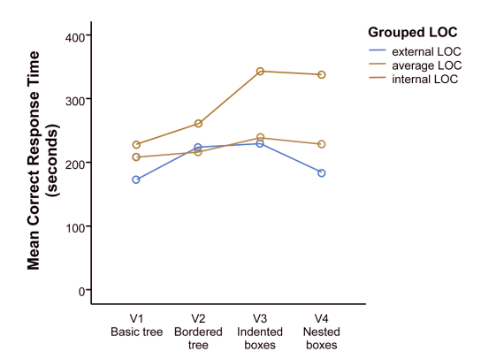 Grouped LOC
external LOC
average LOC
internal LOC
Mean Correct Response Time
(seconds)
400
300
200
100
0
V1
Basic tree
V2
Bordered
tree
V3
Indented
boxes
V4
Nested
boxes